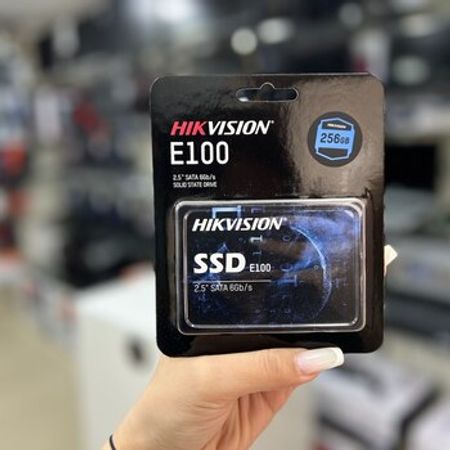 HIKVISION
E100
256GB
2.5" SATA 6Gb/s
SOLID STATE DRIVE
HIKVISION
SSD E100
2.5" SATA 6Gb/s